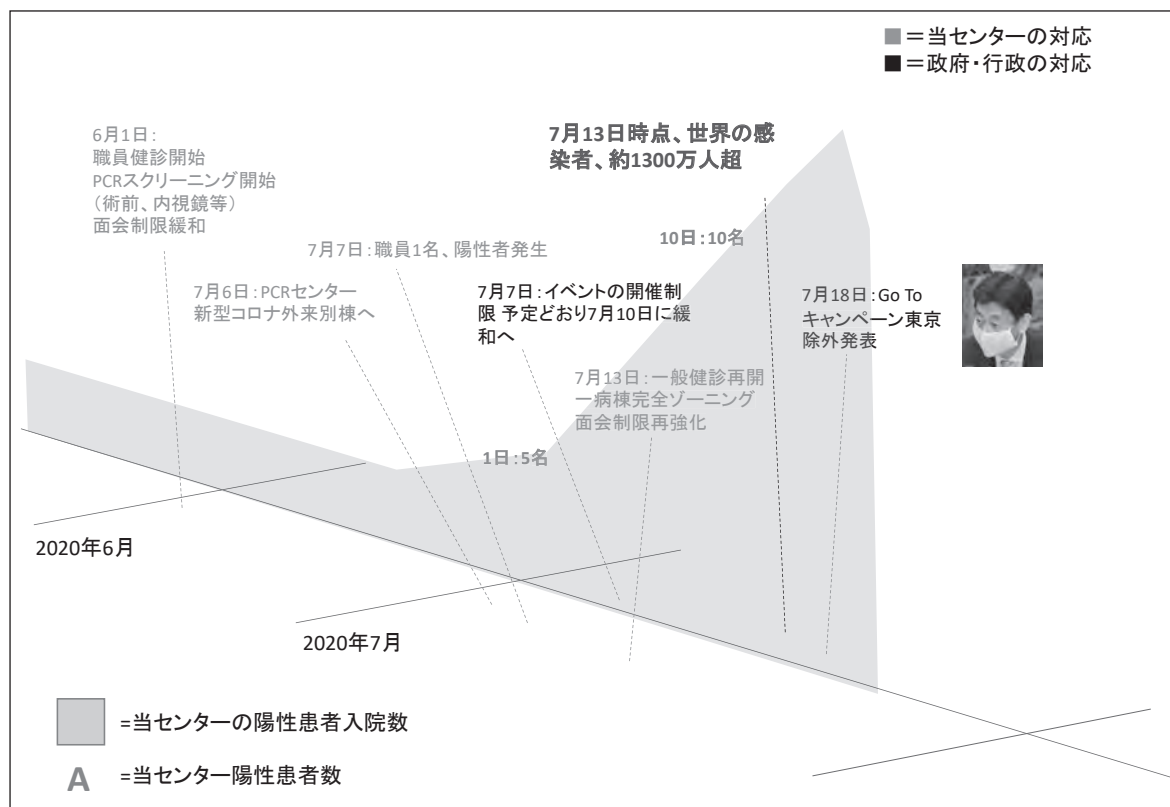 ■＝当センターの対応
■＝政府・行政の対応
6月1日：
職員健診開始
PCRスクリーニング開始
（術前、内視鏡等）
面会制限緩和
7月13日時点、世界の感
染者、約1300万人超
10日：10名
7月7日：職員1名、陽性者発生
7月6日：PCRセンター
新型コロナ外来別棟へ
7月7日：イベントの開催制
限 予定どおり7月10日に緩
和へ
7月18日：Go To
キャンペーン東京
除外発表
7月13日：一般健診再開
一病棟完全ゾーニング
面会制限再強化
1日：5名
2020年6月
2020年7月
=当センターの陽性患者入院数
A =当センター陽性患者数